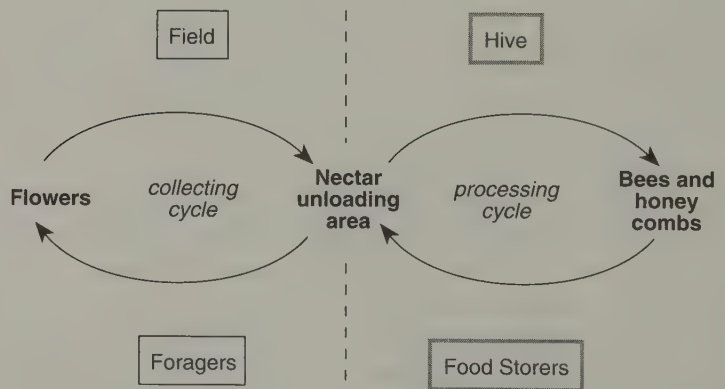 Field
Hive
Flowers
collecting
cycle
Nectar
unloading
area
processing
cycle
Bees and
honey
combs
Foragers
Food Storers